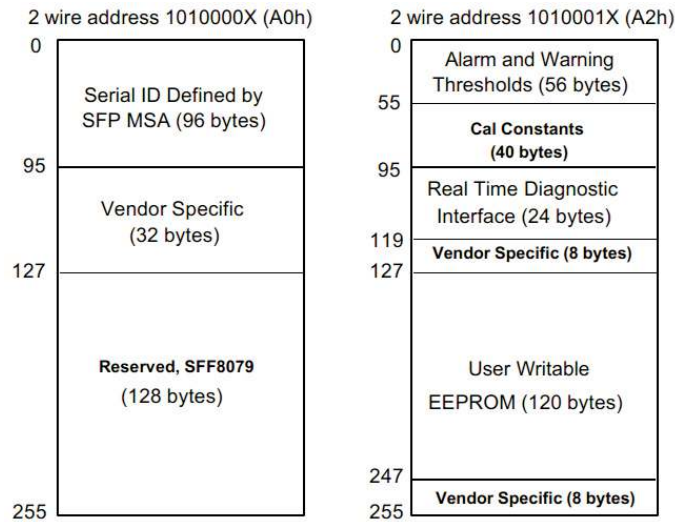 2 wire address 1010000X (A0h)
0
Serial ID Defined by
SFP MSA (96 bytes)
95
Vendor Specific
(32 bytes)
127
Reserved, SFF8079
(128 bytes)
255
2 wire address 1010001X (A2h)
0
Alarm and Warning
Thresholds (56 bytes)
55
Cal Constants
(40 bytes)
95
Real Time Diagnostic
Interface (24 bytes)
119
Vendor Specific (8 bytes)
127
User Writable
EEPROM (120 bytes)
247
Vendor Specific (8 bytes)
255